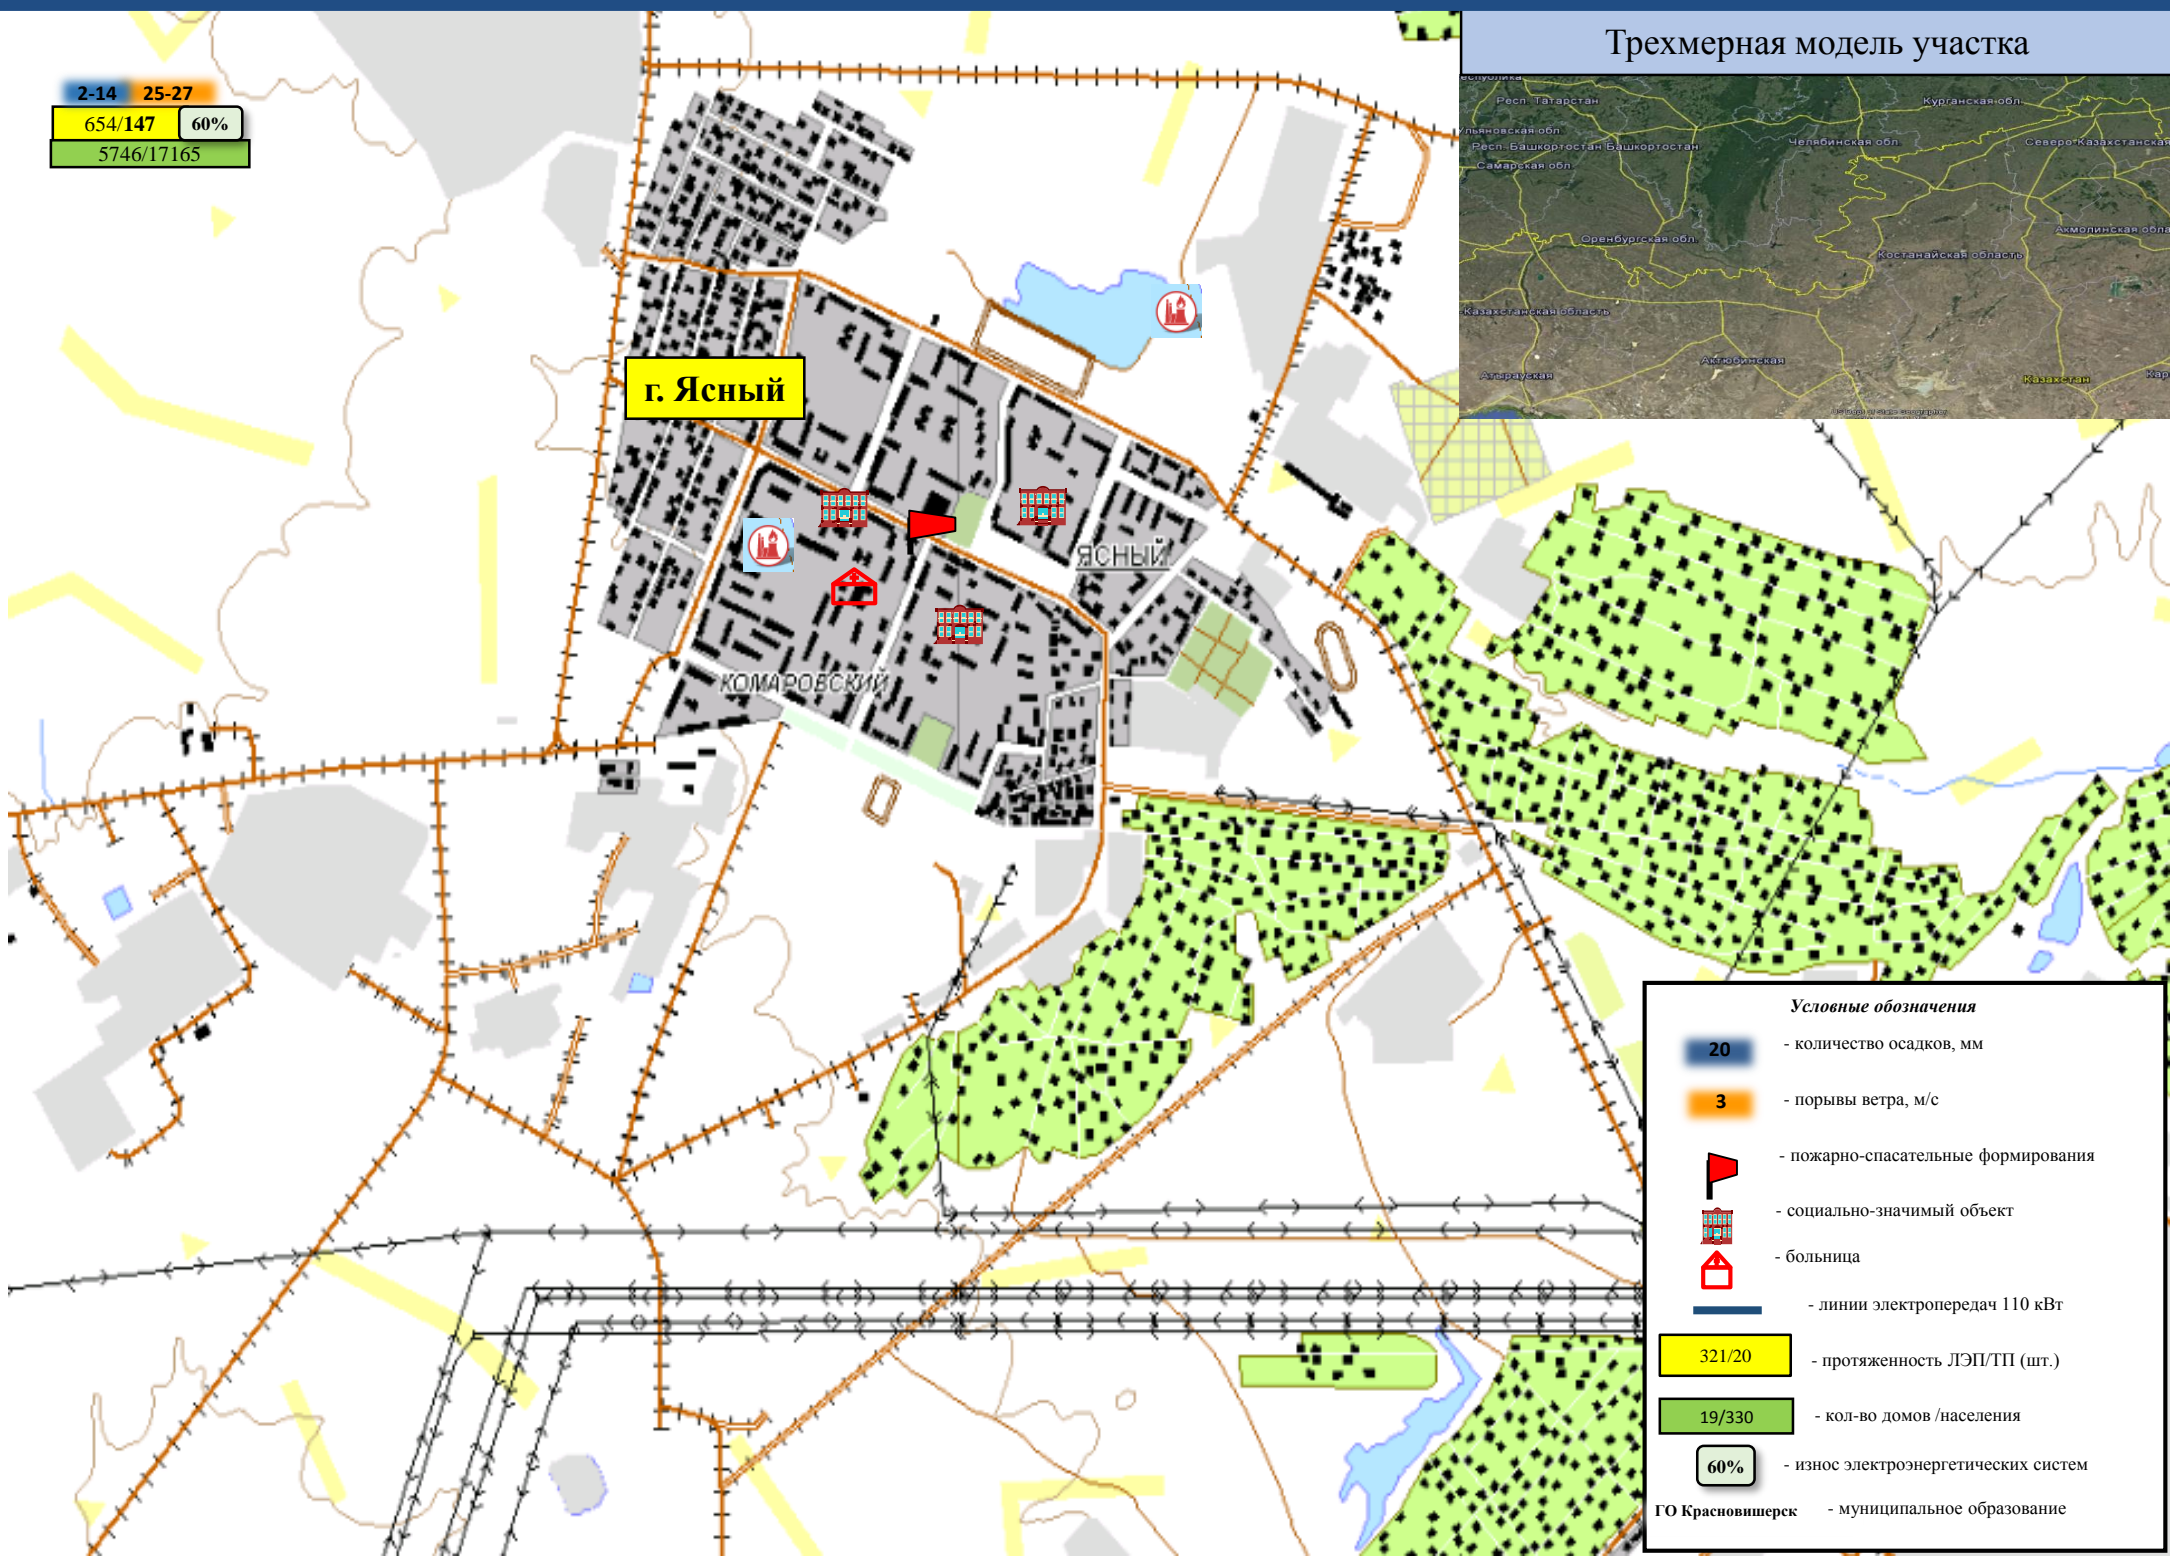 Трехмерная модель участка
2-14 25-27
654/147 60%
5746/17165
Респ. Татарстан
Курганская обл.
Ульяновская обл.
Респ. Башкортостан Башкортостан
Челябинская обл.
Северо-Казахстанская
Самарская обл.
Оренбургская обл.
Акмолинская обла
Костанайская область
-Казахстанская область
Актюбинская
Атырауская
Казахстан
Кар
г. Ясный
ЯСНЫЙ
КОМАРОВСКИЙ
Условные обозначения
20 - количество осадков, мм
3 - порывы ветра, м/с
- пожарно-спасательные формирования
- социально-значимый объект
- больница
- линии электропередач 110 кВт
321/20 - протяженность ЛЭП/ТП (шт.)
19/330 - кол-во домов /населения
60% - износ электроэнергетических систем
ГО Красновишерск - муниципальное образование